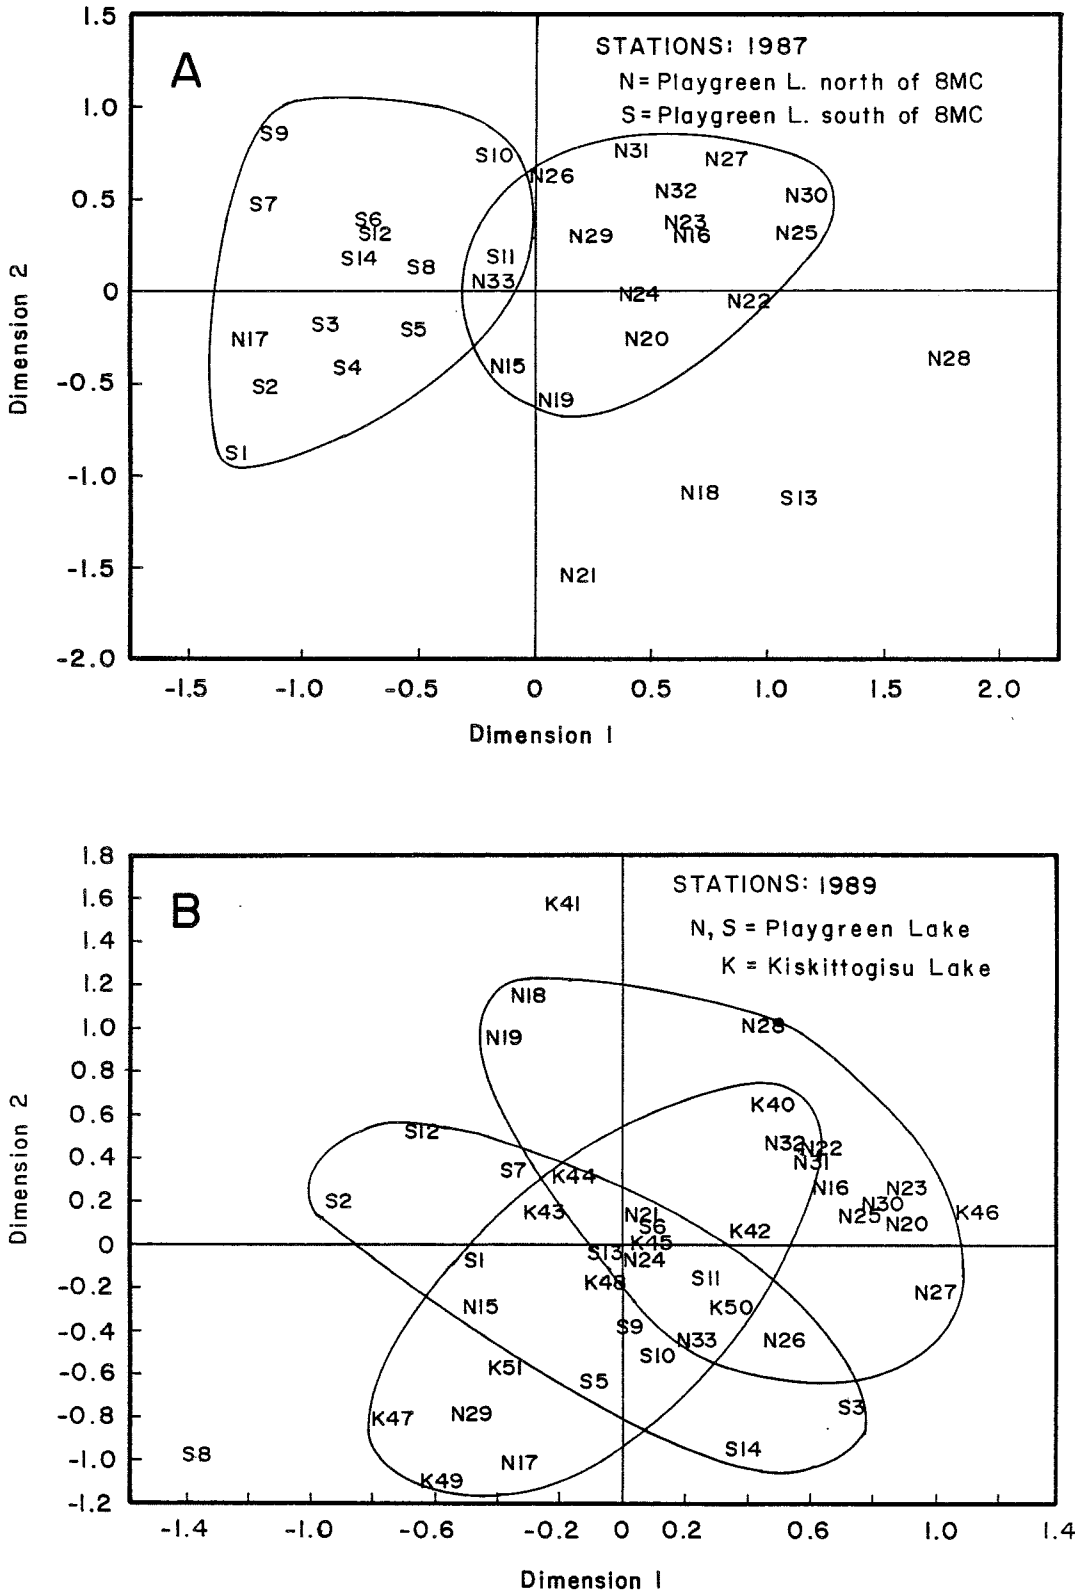 1.5
A
STATIONS: 1987
N = Playgreen L. north of 8MC
S = Playgreen L. south of 8MC
1.0
S9
S10
N31
N27
N26
N32
N30
0.5
S7
S6
S12
N29
N23
N16
N25
S14
S8
S11
N33
0
N24
N22
S3
S5
N17
N20
S4
N15
N28
-0.5
S2
N19
S1
-1.0
N18
S13
-1.5
N21
-2.0
-1.5 -1.0 -0.5 0 0.5 1.0 1.5 2.0
Dimension 2
Dimension 1
1.8
B
STATIONS: 1989
N, S = Playgreen Lake
K = Kiskittogisu Lake
1.6
K41
1.4
1.2
N18
1.0
N19
N28
0.8
0.6
K40
S12
N32
N22
0.4
N31
S7
K44
N16
N23
0.2
S2
N30
K43
N21
N25
K46
S6
K42
N20
0
K45
S13
S1
N24
-0.2
S11
K48
N27
N15
K50
-0.4
S9
N33
N26
S10
-0.6
K51
S5
-0.8
K47
N29
S3
-1.0
S8
S14
N17
K49
-1.2
-1.4 -1.0 -0.6 -0.2 0 0.2 0.6 1.0 1.4
Dimension 2
Dimension 1